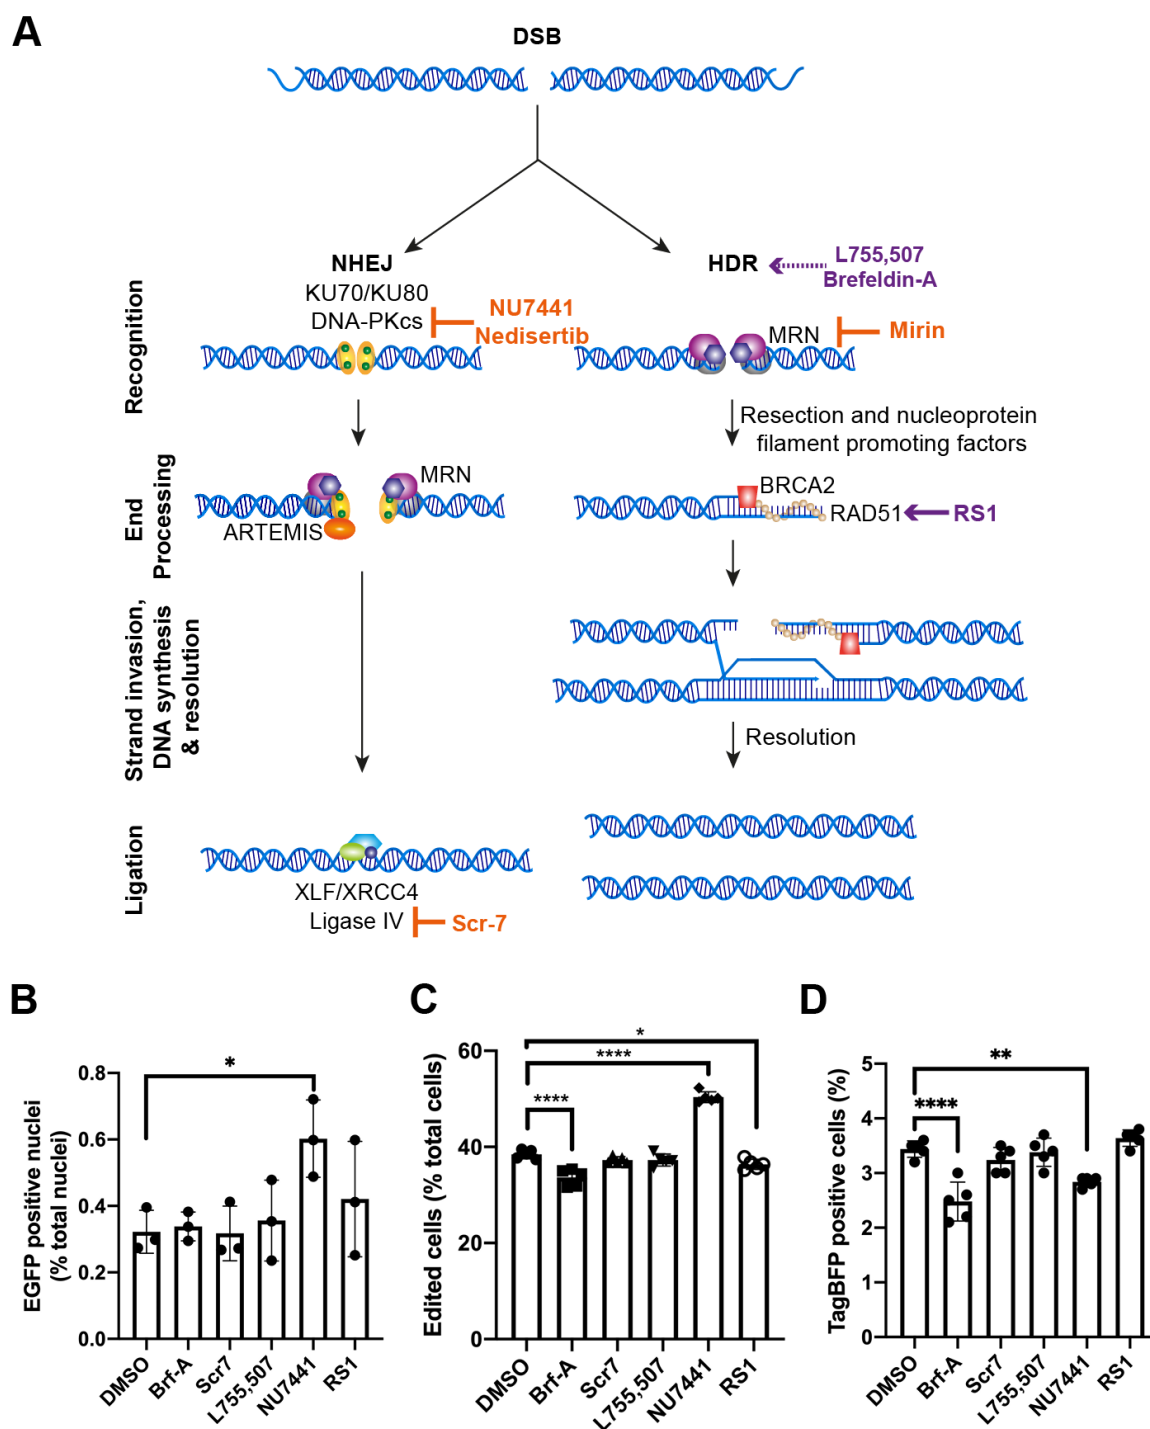 A
DSB
NHEJ
KU70/KU80
DNA-PKcs
NU7441
Nedisertib
HDR
L755,507
Brefeldin-A
MRN
Mirin
Recognition
Resection and nucleoprotein
filament promoting factors
End
Processing
MRN
ARTEMIS
BRCA2
RAD51
RS1
Strand invasion,
DNA synthesis
& resolution
Resolution
Ligation
XLF/XRCC4
Ligase IV
Scr-7
B
EGFP positive nuclei
(% total nuclei)
0.8
0.6
0.4
0.2
0.0
*
DMSO
Brf-A
Scr7
L755,507
NU7441
RS1
C
Edited cells (% total cells)
60
40
20
0
*
****
****
DMSO
Brf-A
Scr7
L755,507
NU7441
RS1
D
TagBFP positive cells (%)
5
4
3
2
1
0
**
****
DMSO
Brf-A
Scr7
L755,507
NU7441
RS1